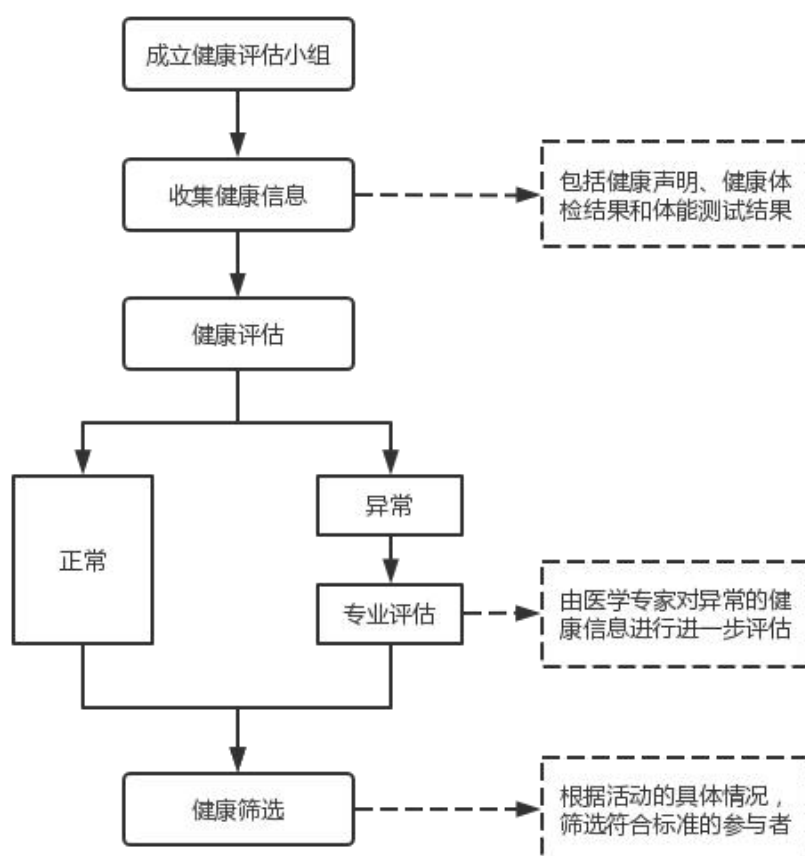 成立健康评估小组
收集健康信息
包括健康声明、健康体
检结果和体能测试结果
健康评估
正常
异常
专业评估
由医学专家对异常的健
康信息进行进一步评估
健康筛选
根据活动的具体情况，
筛选符合标准的参与者